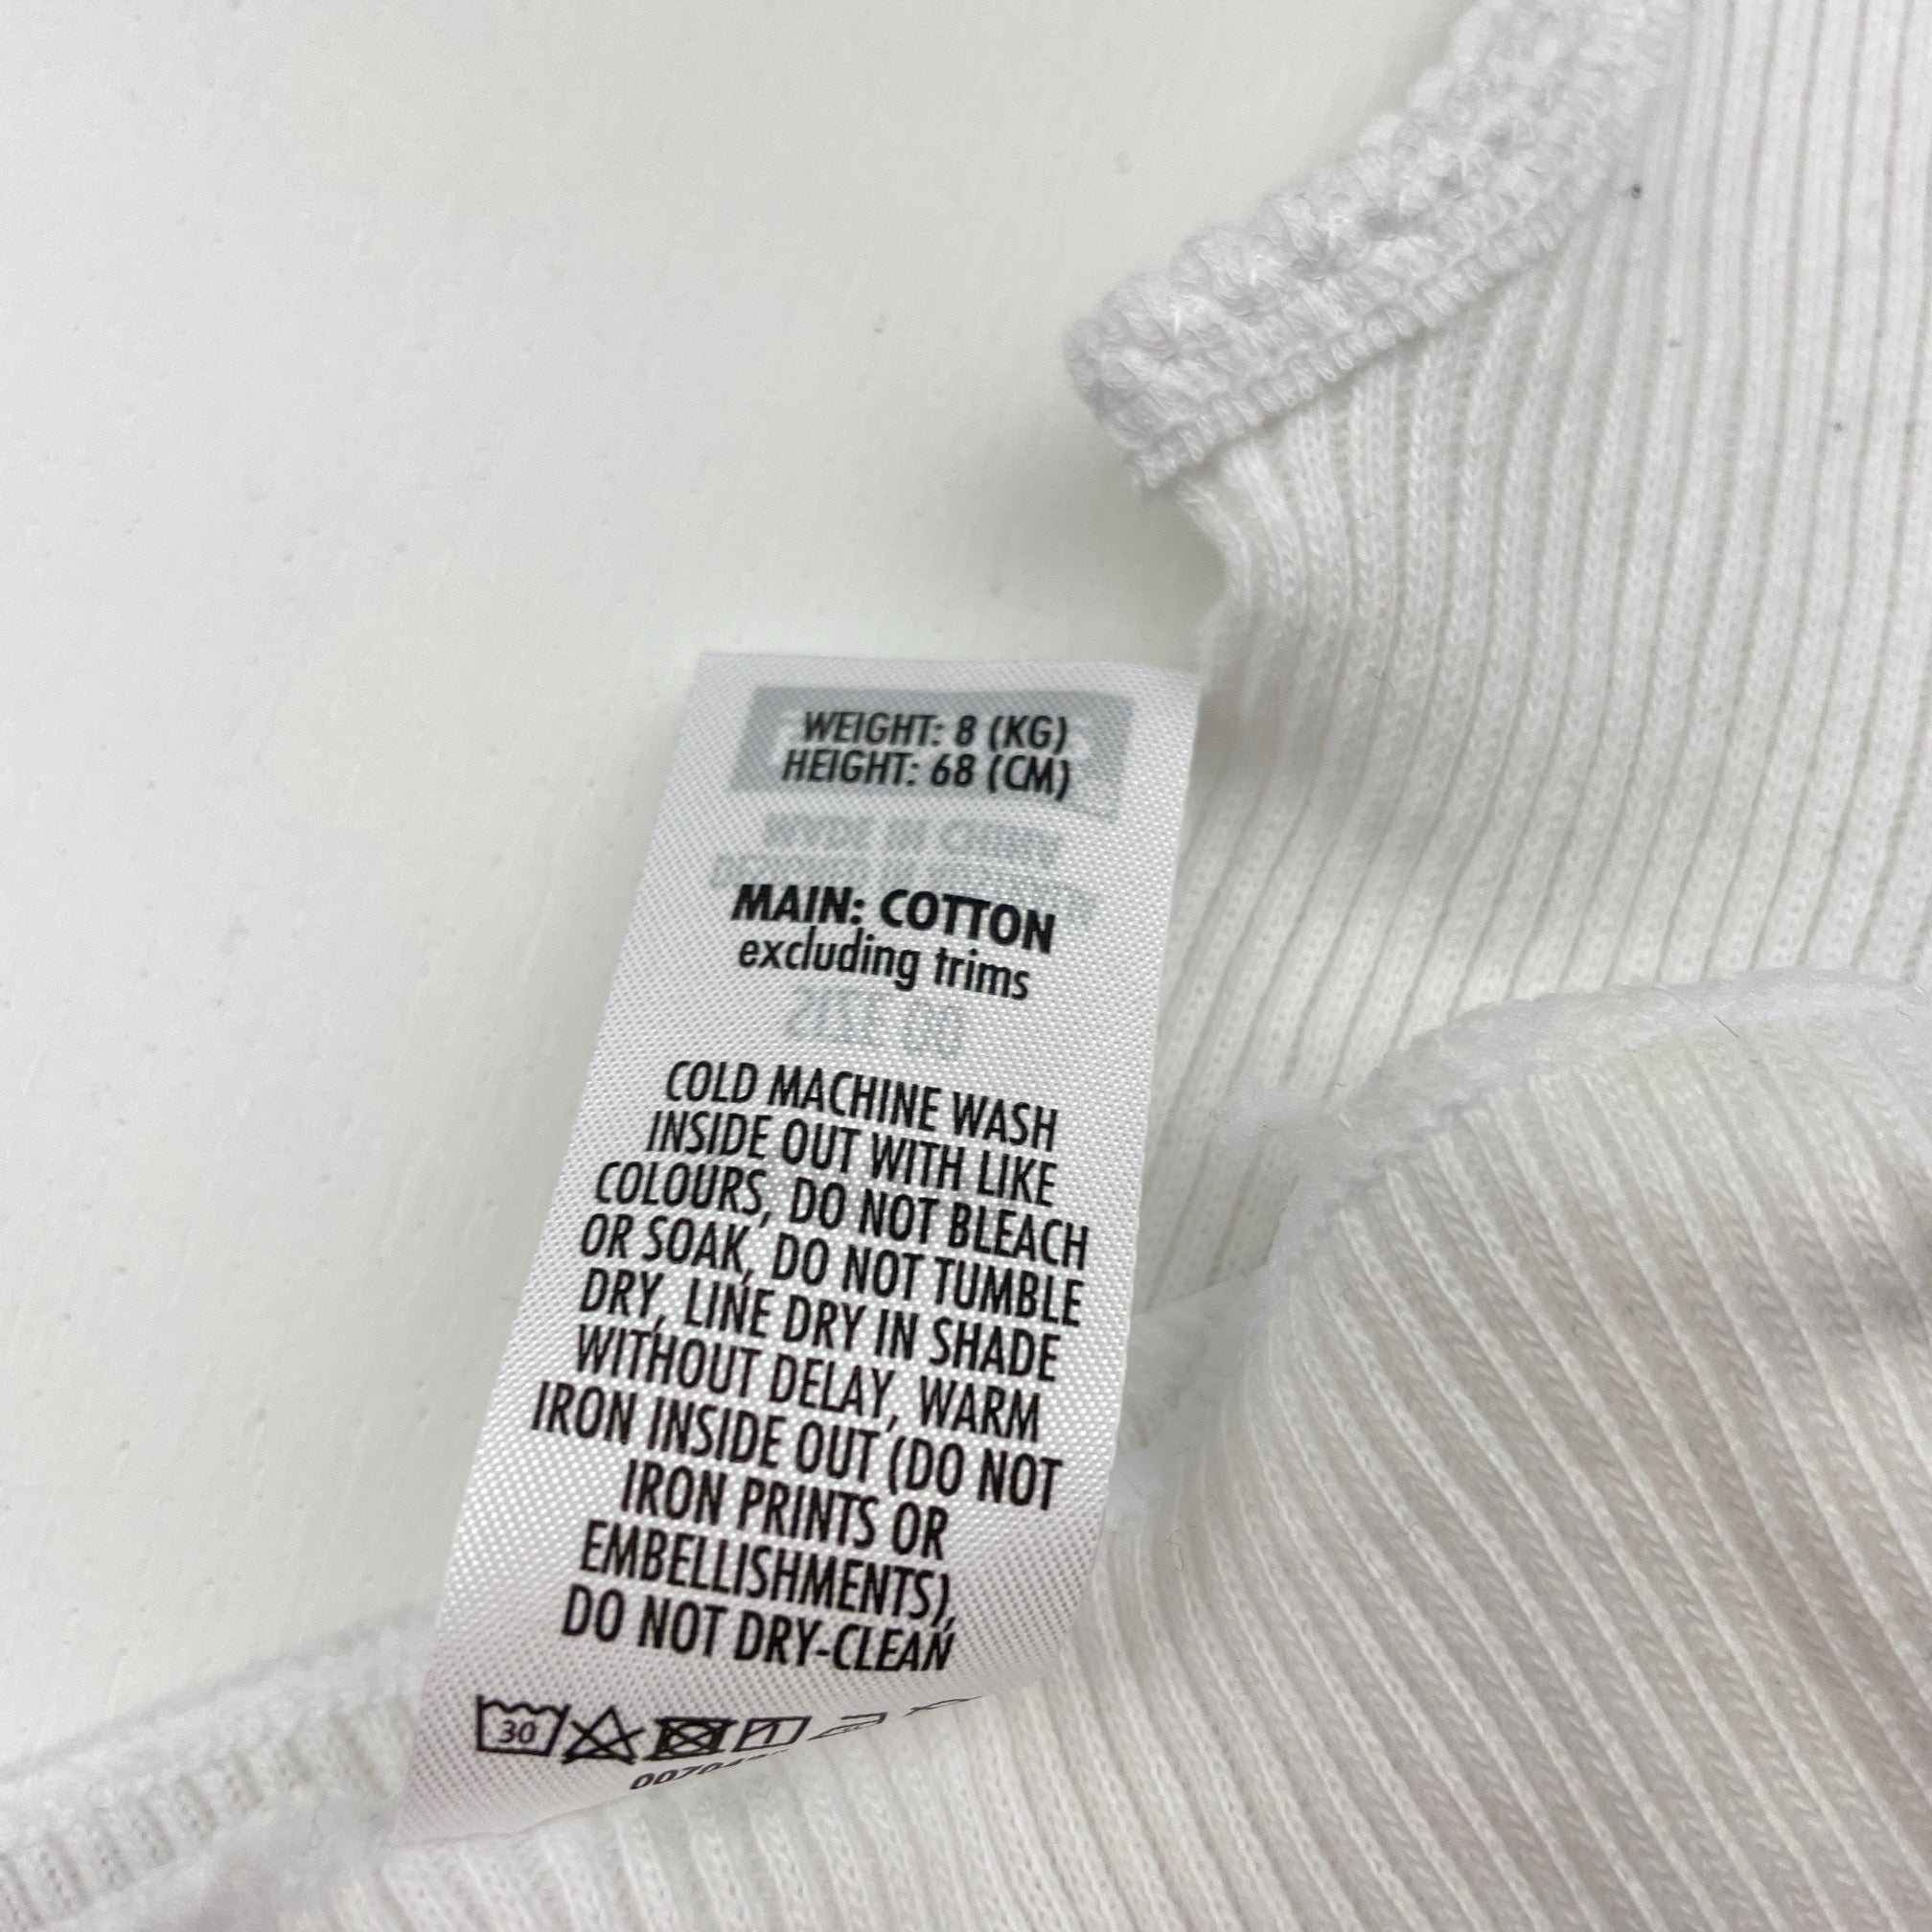 WEIGHT: 8 (KG)
HEIGHT: 68 (CM)
MAIN: COTTON
excluding trims
COLD MACHINE WASH
INSIDE OUT WITH LIKE
COLOURS, DO NOT BLEACH
OR SOAK, DO NOT TUMBLE
DRY, LINE DRY IN SHADE
WITHOUT DELAY, WARM
IRON INSIDE OUT (DO NOT
IRON PRINTS OR
EMBELLISHMENTS),
DO NOT DRY-CLEAN
30